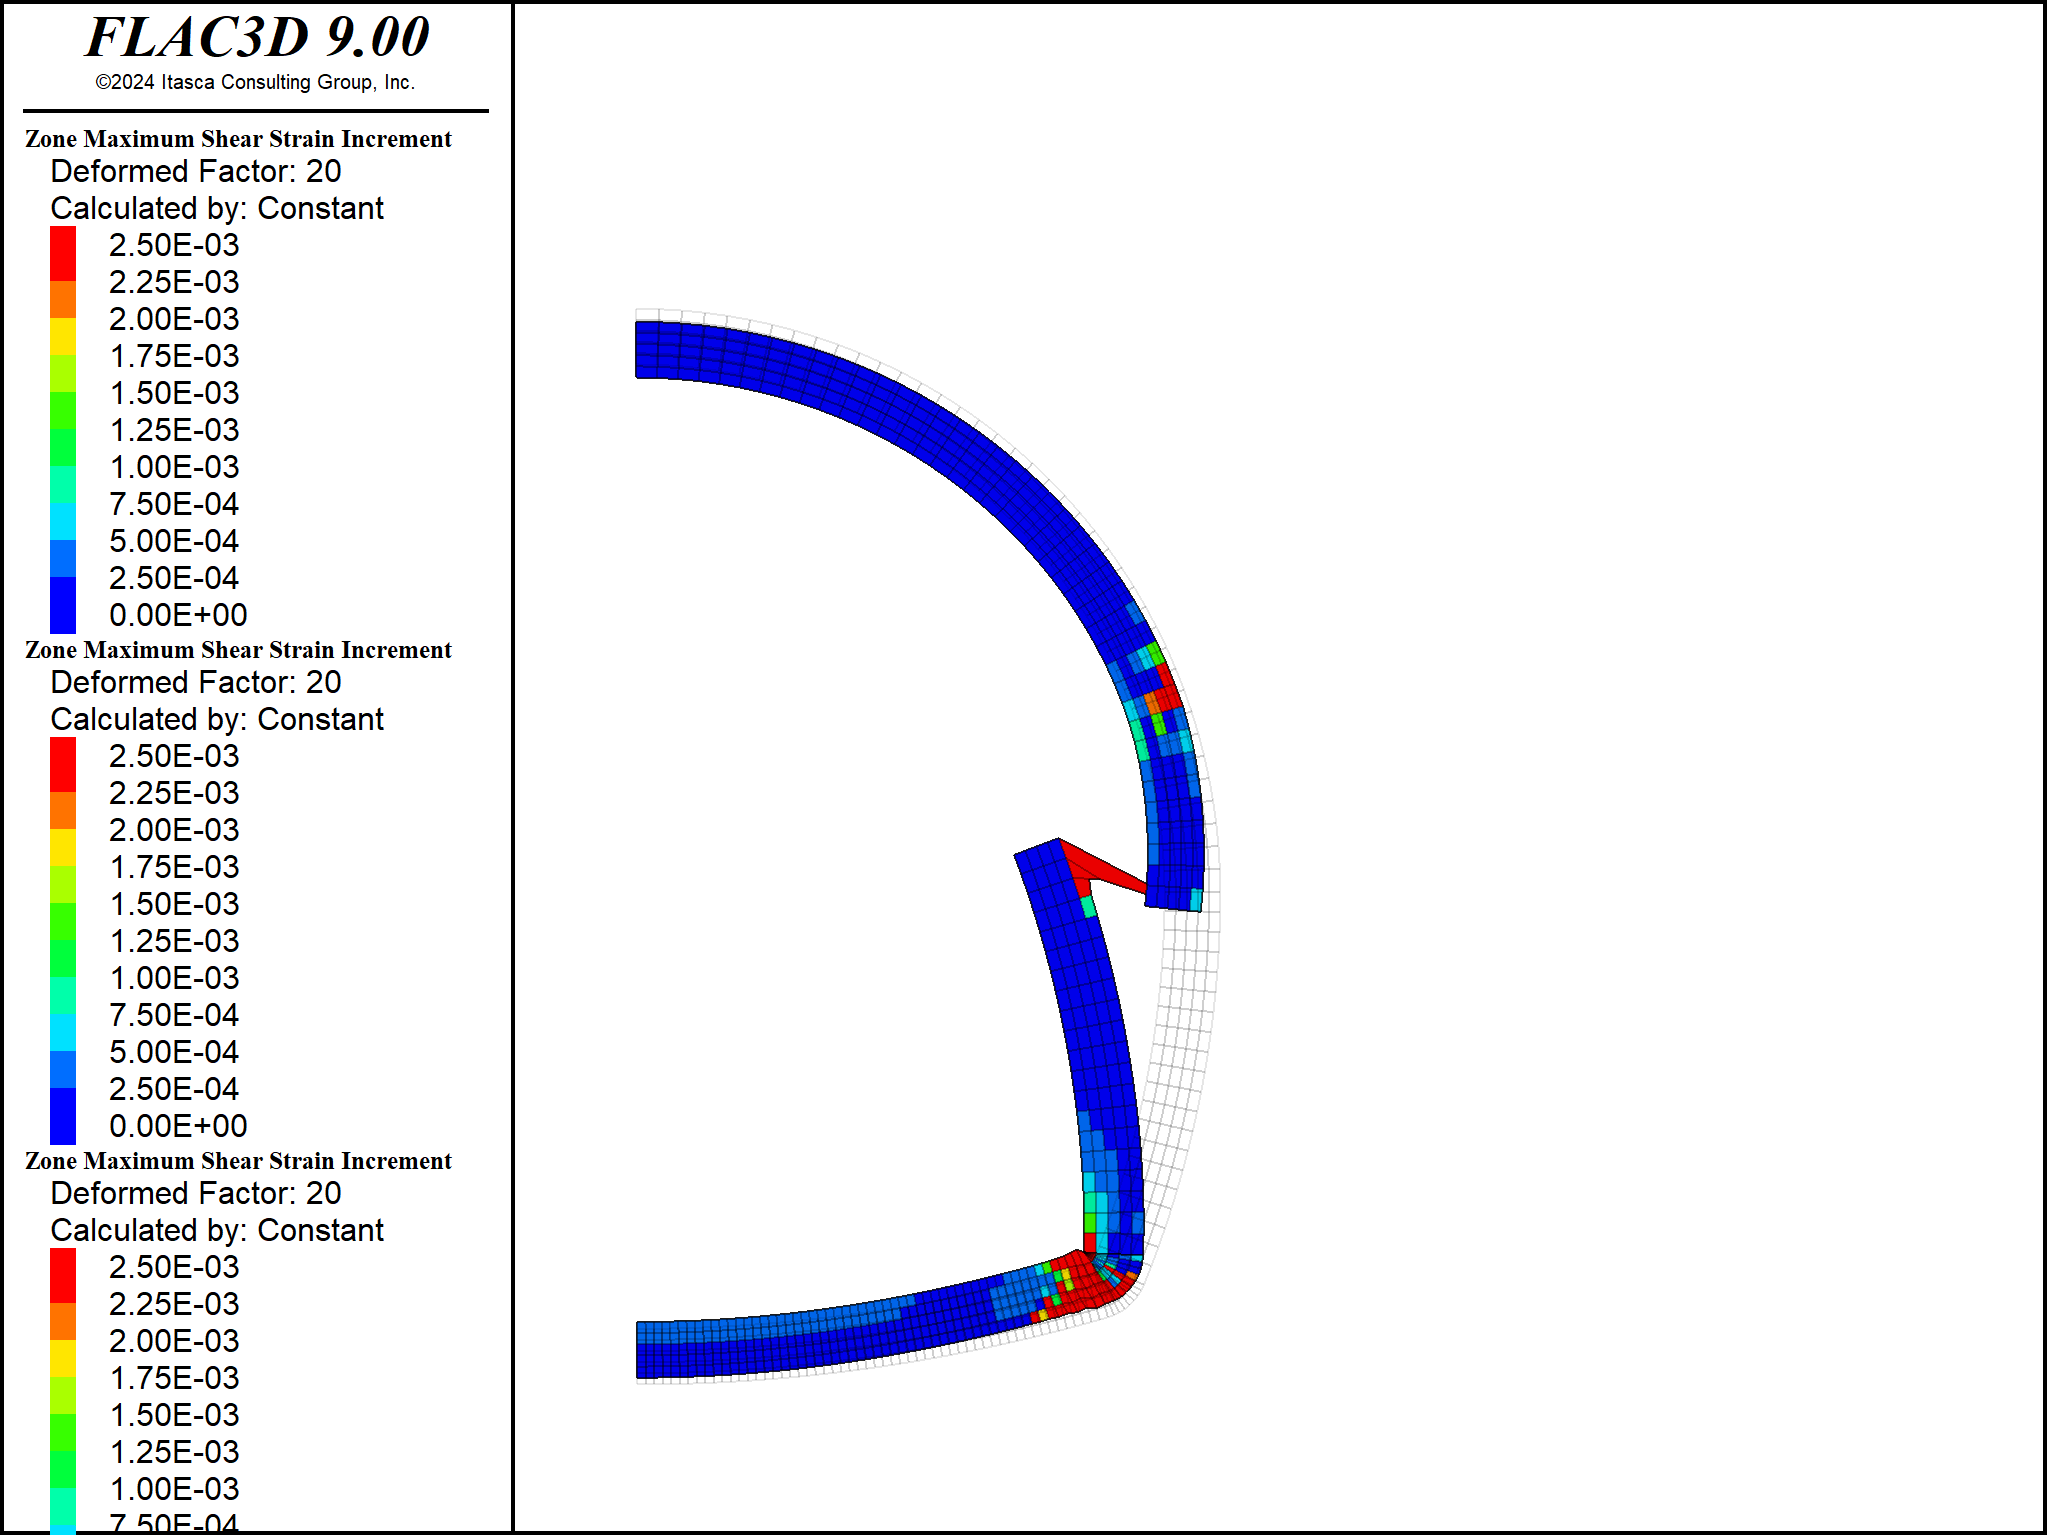 FLAC3D 9.00
©2024 Itasca Consulting Group, Inc.
Zone Maximum Shear Strain Increment
Deformed Factor: 20
Calculated by: Constant
2.50E-03
2.25E-03
2.00E-03
1.75E-03
1.50E-03
1.25E-03
1.00E-03
7.50E-04
5.00E-04
2.50E-04
0.00E+00
Zone Maximum Shear Strain Increment
Deformed Factor: 20
Calculated by: Constant
2.50E-03
2.25E-03
2.00E-03
1.75E-03
1.50E-03
1.25E-03
1.00E-03
7.50E-04
5.00E-04
2.50E-04
0.00E+00
Zone Maximum Shear Strain Increment
Deformed Factor: 20
Calculated by: Constant
2.50E-03
2.25E-03
2.00E-03
1.75E-03
1.50E-03
1.25E-03
1.00E-03
7.50E-04